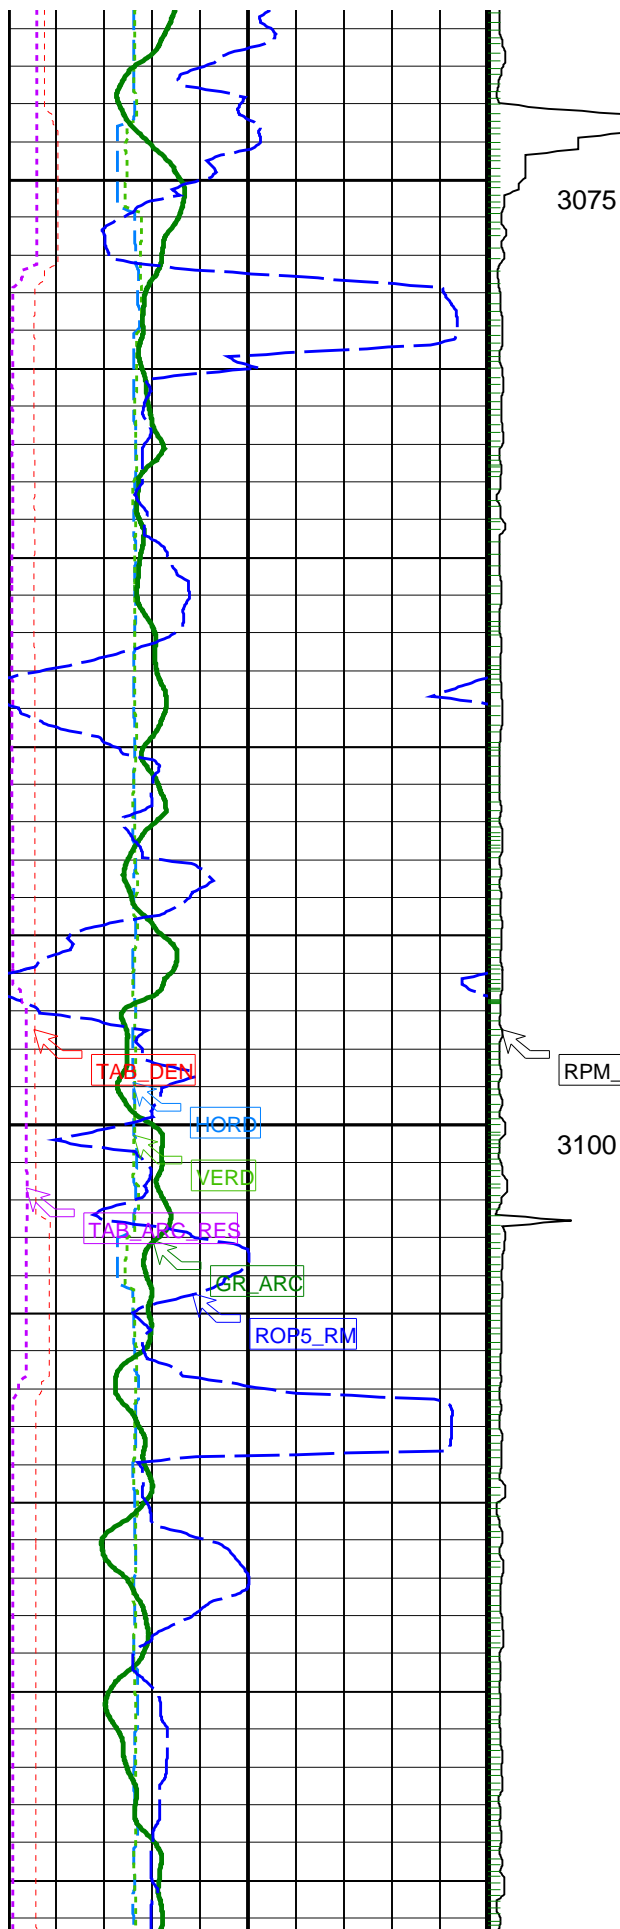 3075
TAB_DEN
RPM_
HORD
3100
VERD
TAB_ARC_RES
GR_ARC
ROP5_RM